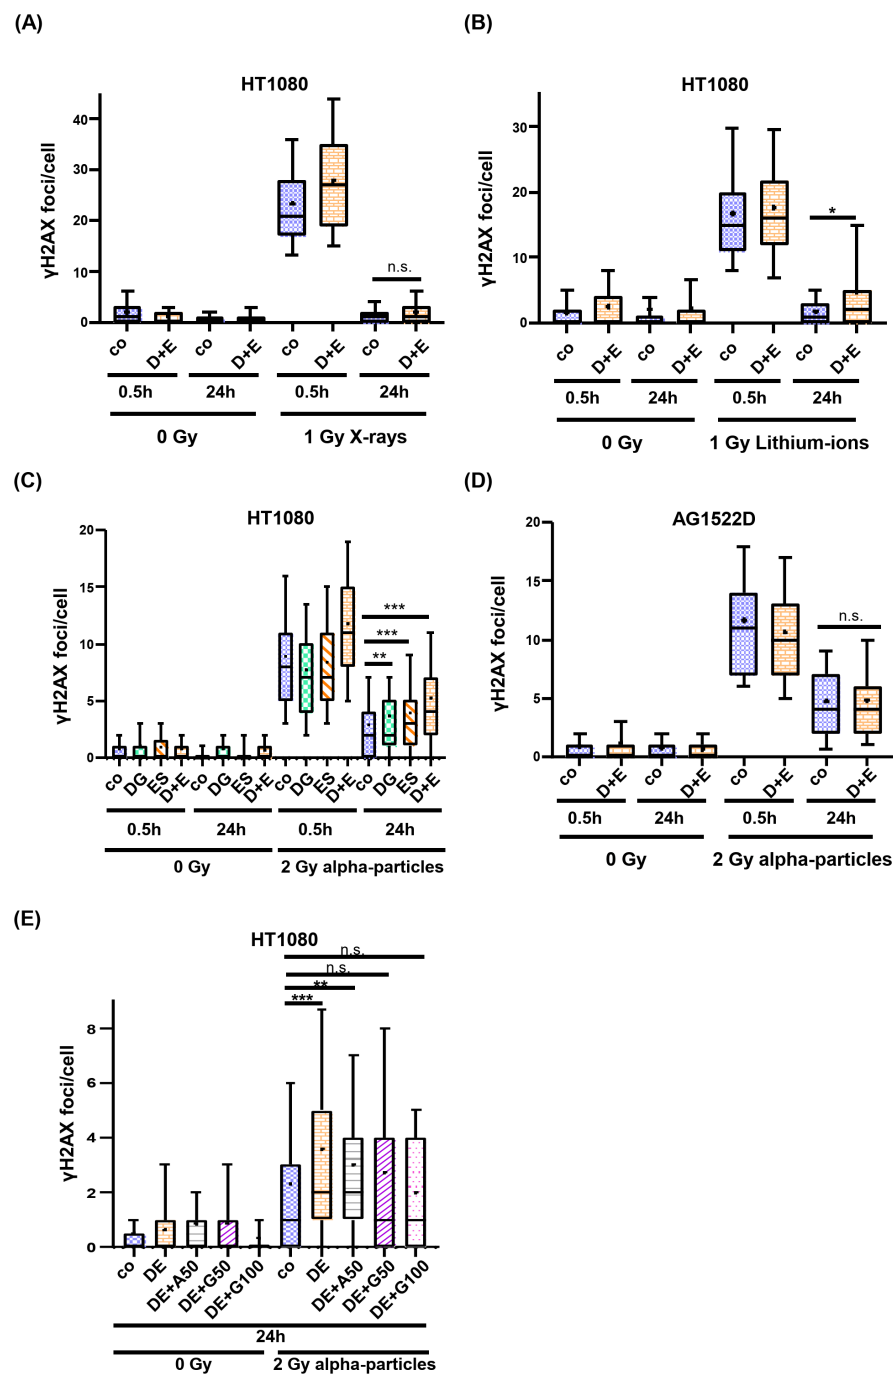 (A)
HT1080
γH2AX foci/cell
40
30
20
10
0
n.s.
co
D+E
co
D+E
co
D+E
co
D+E
0.5h
24h
0.5h
24h
0 Gy
1 Gy X-rays
(B)
HT1080
γH2AX foci/cell
30
20
10
0
*
co
D+E
co
D+E
co
D+E
co
D+E
0.5h
24h
0.5h
24h
0 Gy
1 Gy Lithium-ions
(C)
HT1080
γH2AX foci/cell
20
15
10
5
0
***
***
**
co
DG
ES
D+E
co
DG
ES
D+E
co
DG
ES
D+E
co
DG
ES
D+E
0.5h
24h
0.5h
24h
0 Gy
2 Gy alpha-particles
(D)
AG1522D
γH2AX foci/cell
20
15
10
5
0
n.s.
co
D+E
co
D+E
co
D+E
co
D+E
0.5h
24h
0.5h
24h
0 Gy
2 Gy alpha-particles
(E)
HT1080
γH2AX foci/cell
8
6
4
2
0
n.s.
n.s.
**
***
co
DE
DE+A50
DE+G50
DE+G100
co
DE
DE+A50
DE+G50
DE+G100
24h
0 Gy
2 Gy alpha-particles